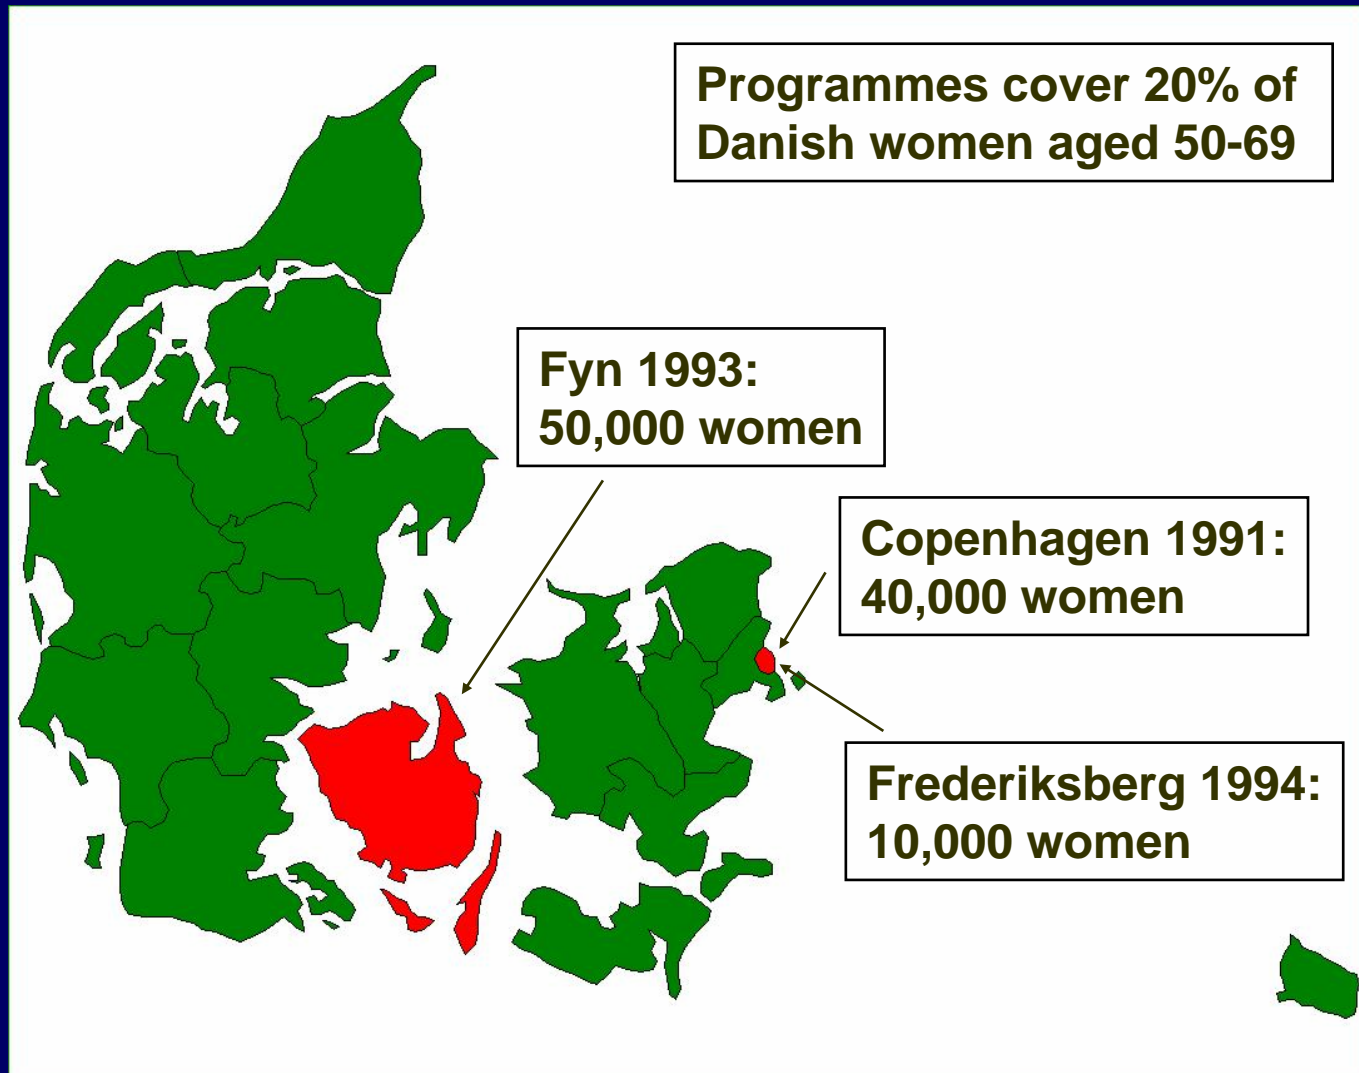 Programmes cover 20% of
Danish women aged 50-69
Fyn 1993:
50,000 women
Copenhagen 1991:
40,000 women
Frederiksberg 1994:
10,000 women